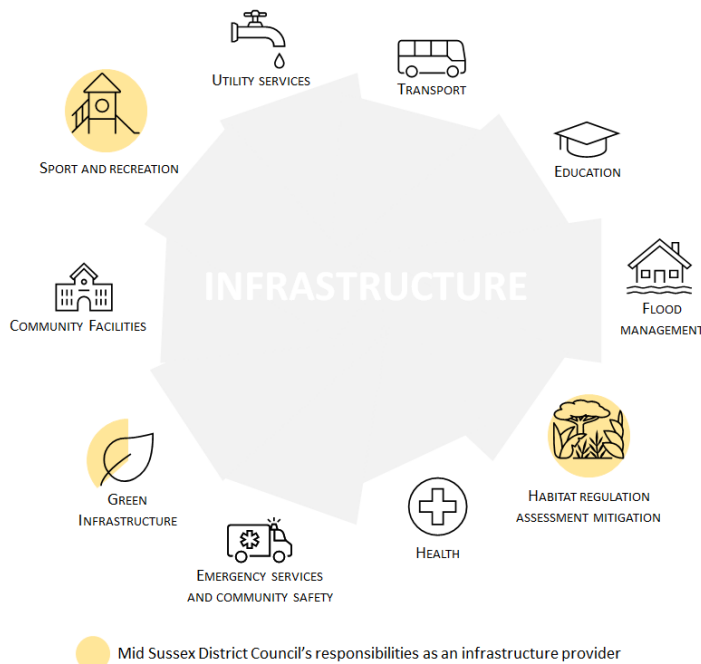 Utility services
Transport
Sport and recreation
Education
INFRASTRUCTURE
Flood
management
Community Facilities
Habitat regulation
assessment mitigation
Green
Infrastructure
Health
Emergency services
and community safety
Mid Sussex District Council's responsibilities as an infrastructure provider